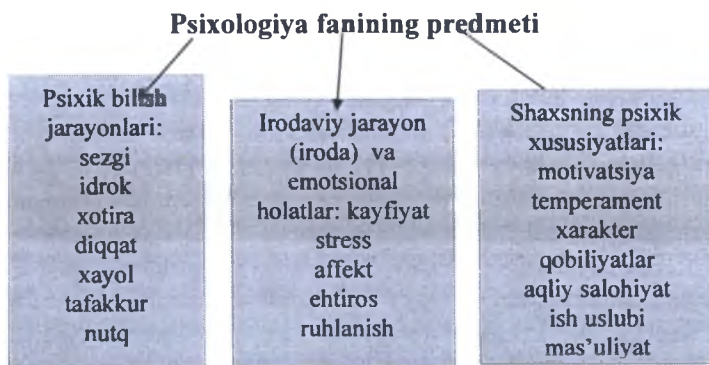 Psixologiya fanining predmeti
Psixik bilish
jarayonlari:
sezgi
idrok
xotira
diqqat
xayol
tafakkur
nutq
Irodaviy jarayon
(iroda) va
emotsional
holatlar: kayfiyat
stress
affekt
ehtiros
ruhlanish
Shaxsning psixik
xususiyatlari:
motivatsiya
temperament
xarakter
qobiliyatlar
aqliy salohiyat
ish uslubi
mas'uliyat